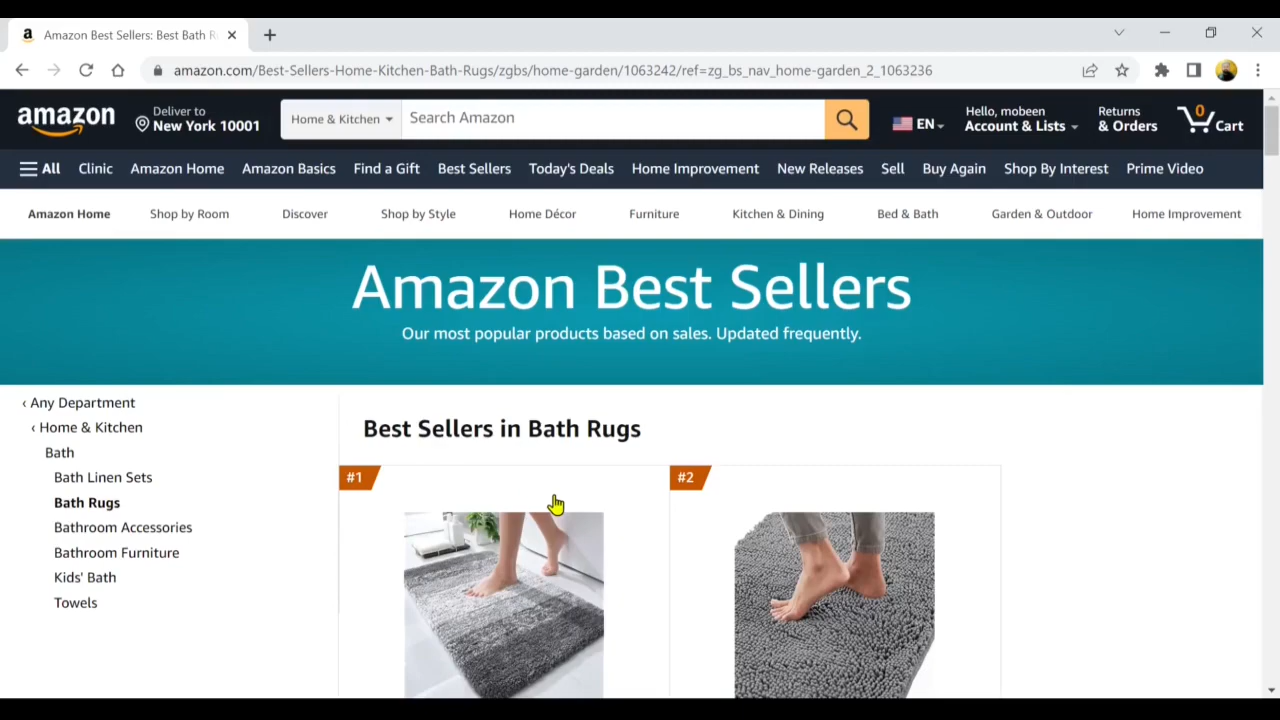 Amazon Best Sellers: Best Bath R
amazon.com/Best-Sellers-Home-Kitchen-Bath-Rugs/zgbs/home-garden/1063242/ref=zg_bs_nav_home-garden_2_1063236
amazon
Deliver to
New York 10001
Home & Kitchen
Search Amazon
EN
Hello, mobeen
Account & Lists
Returns
& Orders
0
Cart
All Clinic Amazon Home Amazon Basics Find a Gift Best Sellers Today's Deals Home Improvement New Releases Sell Buy Again Shop By Interest Prime Video
Amazon Home Shop by Room Discover Shop by Style Home Décor Furniture Kitchen & Dining Bed & Bath Garden & Outdoor Home Improvement
Amazon Best Sellers
Our most popular products based on sales. Updated frequently.
‹ Any Department
‹ Home & Kitchen
Bath
Bath Linen Sets
Bath Rugs
Bathroom Accessories
Bathroom Furniture
Kids' Bath
Towels
Best Sellers in Bath Rugs
#1
#2